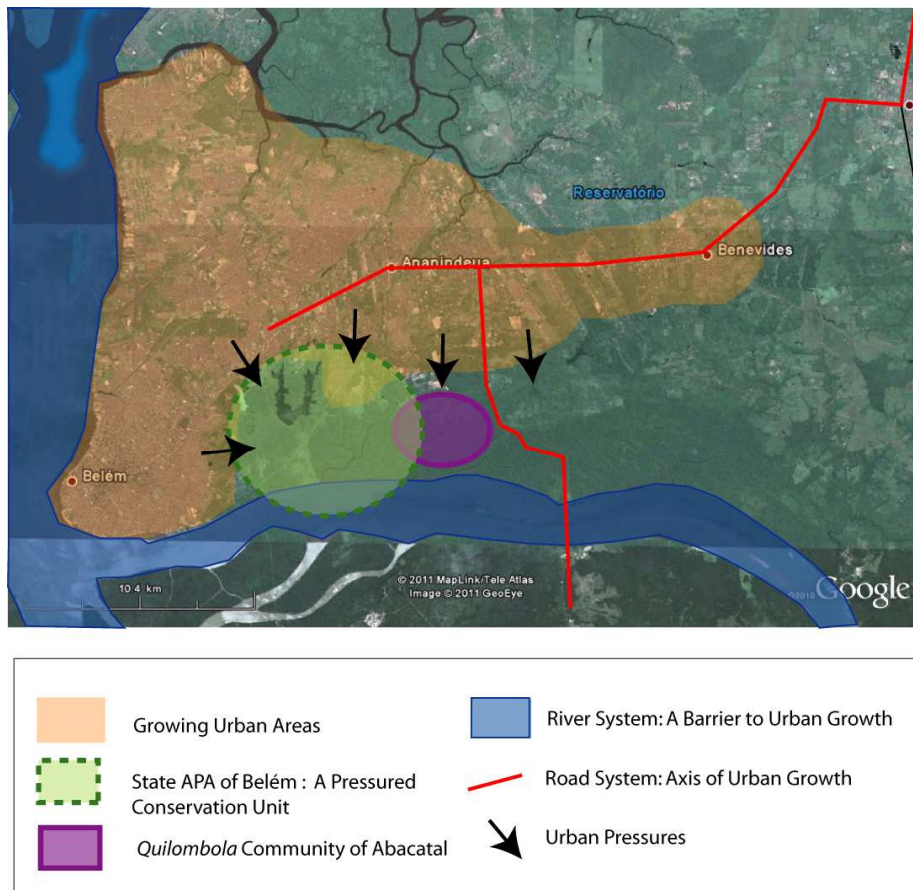 Reservatório
Ananindeua
Benevides
Belém
10.4 km
© 2011 MapLink/Tele Atlas
Image © 2011 GeoEye
©2010 Google
Growing Urban Areas
State APA of Belém : A Pressured
Conservation Unit
Quilombola Community of Abacatal
River System: A Barrier to Urban Growth
Road System: Axis of Urban Growth
Urban Pressures